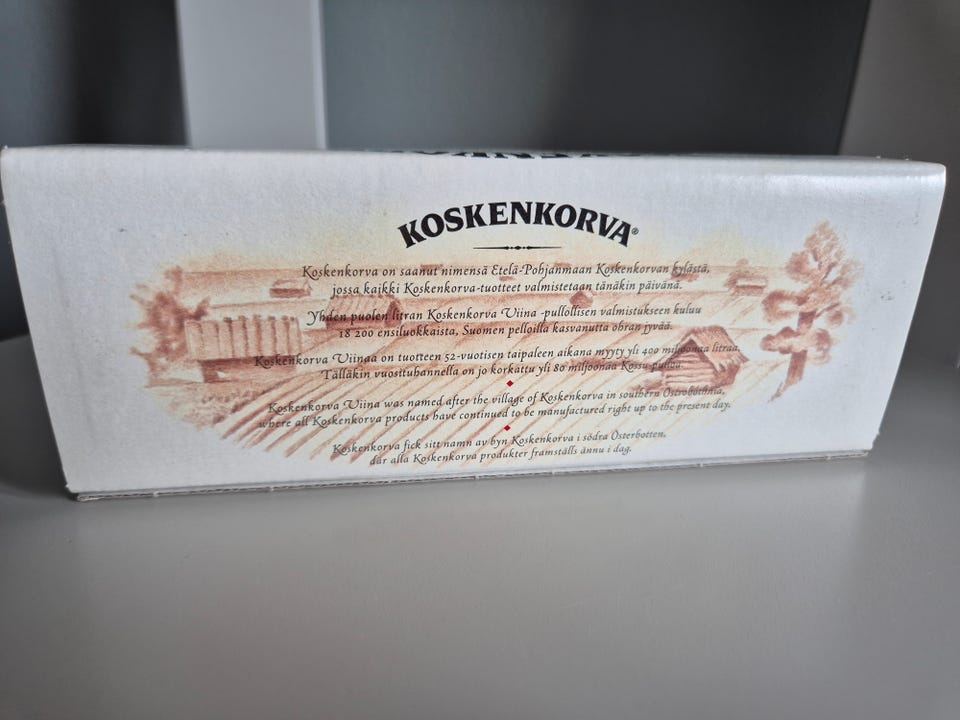 KOSKENKORVA®
Koskenkorva on saanut nimensä Etelä-Pohjanmaan Koskenkorvan kylästä,
jossa kaikki Koskenkorva-tuotteet valmistetaan tänäkin päivänä.
Yhden puolen litran Koskenkorva Viina -pullollisen valmistukseen kuluu
18 200 ensiluokkaista, Suomen pelloilla kasvanutta ohran jyvää.
Koskenkorva Viinaa on tuotteen 52-vuotisen taipaleen aikana myyty yli 400 miljoonaa litraa.
Tälläkin vuosituhannella on jo korkattu yli 80 miljoonaa Kossu-pulloa.
Koskenkorva Viina was named after the village of Koskenkorva in southern Ostrobothnia,
where all Koskenkorva products have continued to be manufactured right up to the present day.
Koskenkorva fick sitt namn av byn Koskenkorva i södra Österbotten,
där alla Koskenkorva produkter framställs ännu i dag.